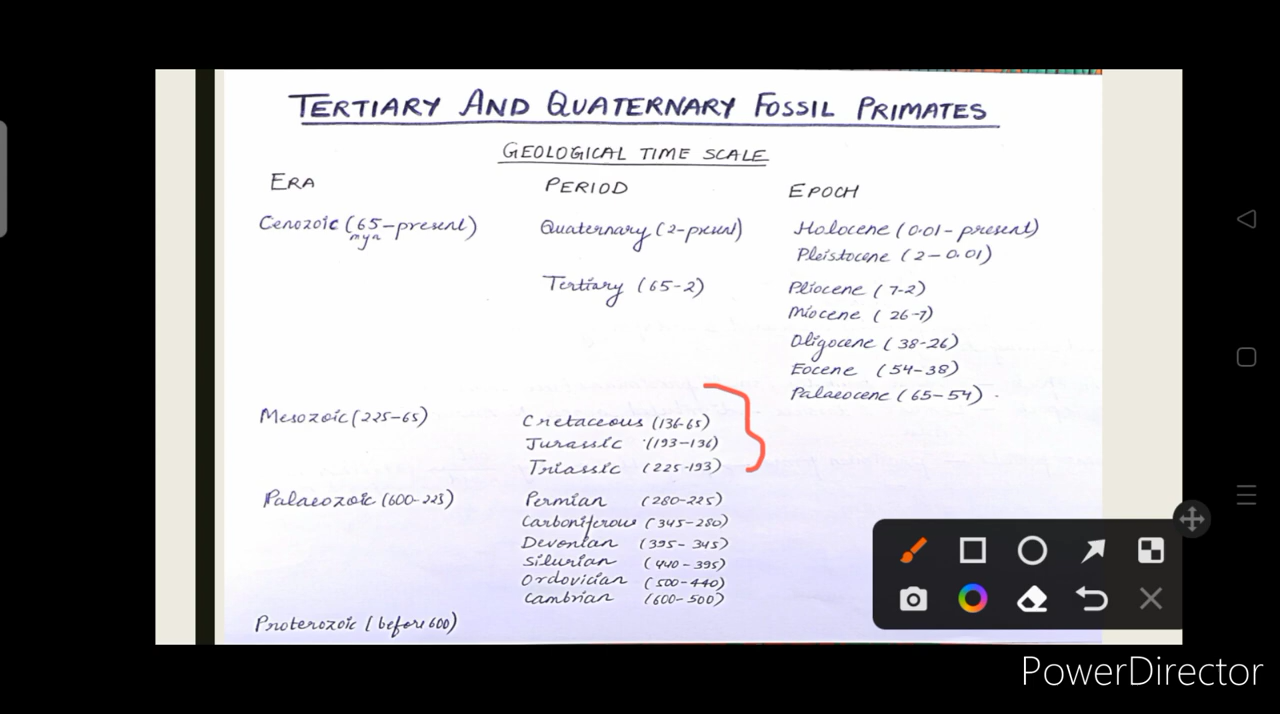 TERTIARY AND QUATERNARY FOSSIL PRIMATES
GEOLOGICAL TIME SCALE
ERA PERIOD EPOCH
Cenozoic (65-present) Quaternary (2-present) Holocene (0.01 - present)
mya
Pleistocene (2-0.01)
Tertiary (65-2) Pliocene (7-2)
Miocene (26-7)
Oligocene (38-26)
Eocene (54-38)
Palaeocene (65-54)
Mesozoic (225-65) Cretaceous (136-65)
Jurassic (193-136)
Triassic (225-193)
Palaeozoic (600-225) Permian (280-225)
Carboniferous (345-280)
Devonian (395-345)
Silurian (440-395)
Ordovician (500-440)
Cambrian (600-500)
Proterozoic (before 600)
PowerDirector